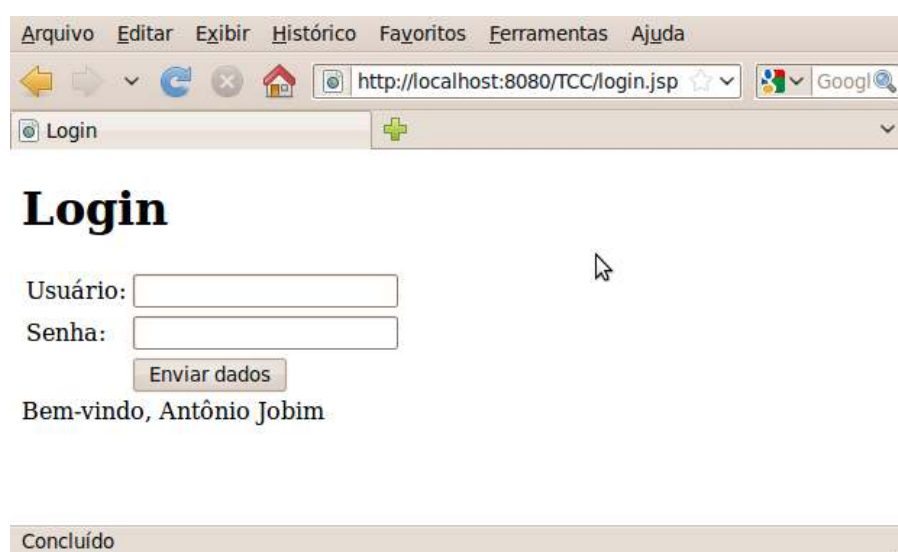 Arquivo Editar Exibir Histórico Favoritos Ferramentas Ajuda
http://localhost:8080/TCC/login.jsp Googl
Login
Login
Usuário:
Senha:
Enviar dados
Bem-vindo, Antônio Jobim
Concluído